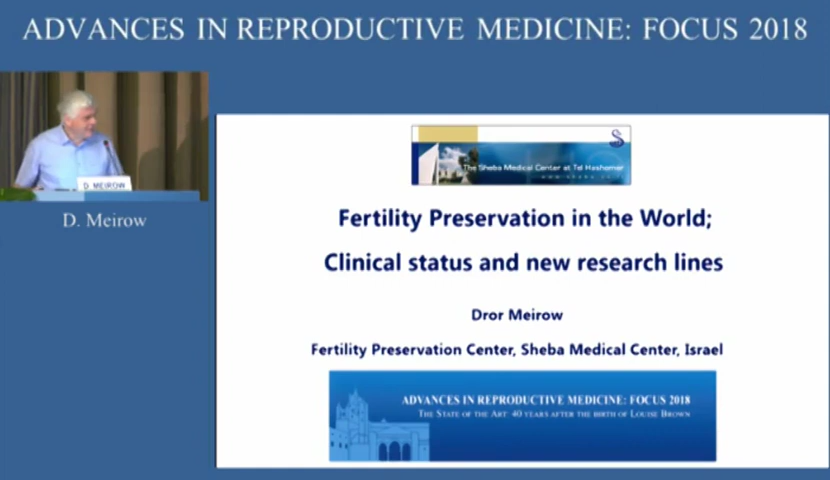 ADVANCES IN REPRODUCTIVE MEDICINE: FOCUS 2018
D. MEIROW
D. Meirow
The Sheba Medical Center at Tel Hashomer
Fertility Preservation in the World;
Clinical status and new research lines
Dror Meirow
Fertility Preservation Center, Sheba Medical Center, Israel
ADVANCES IN REPRODUCTIVE MEDICINE: FOCUS 2018
THE STATE OF THE ART 40 YEARS AFTER THE BIRTH OF LOUISE BROWN